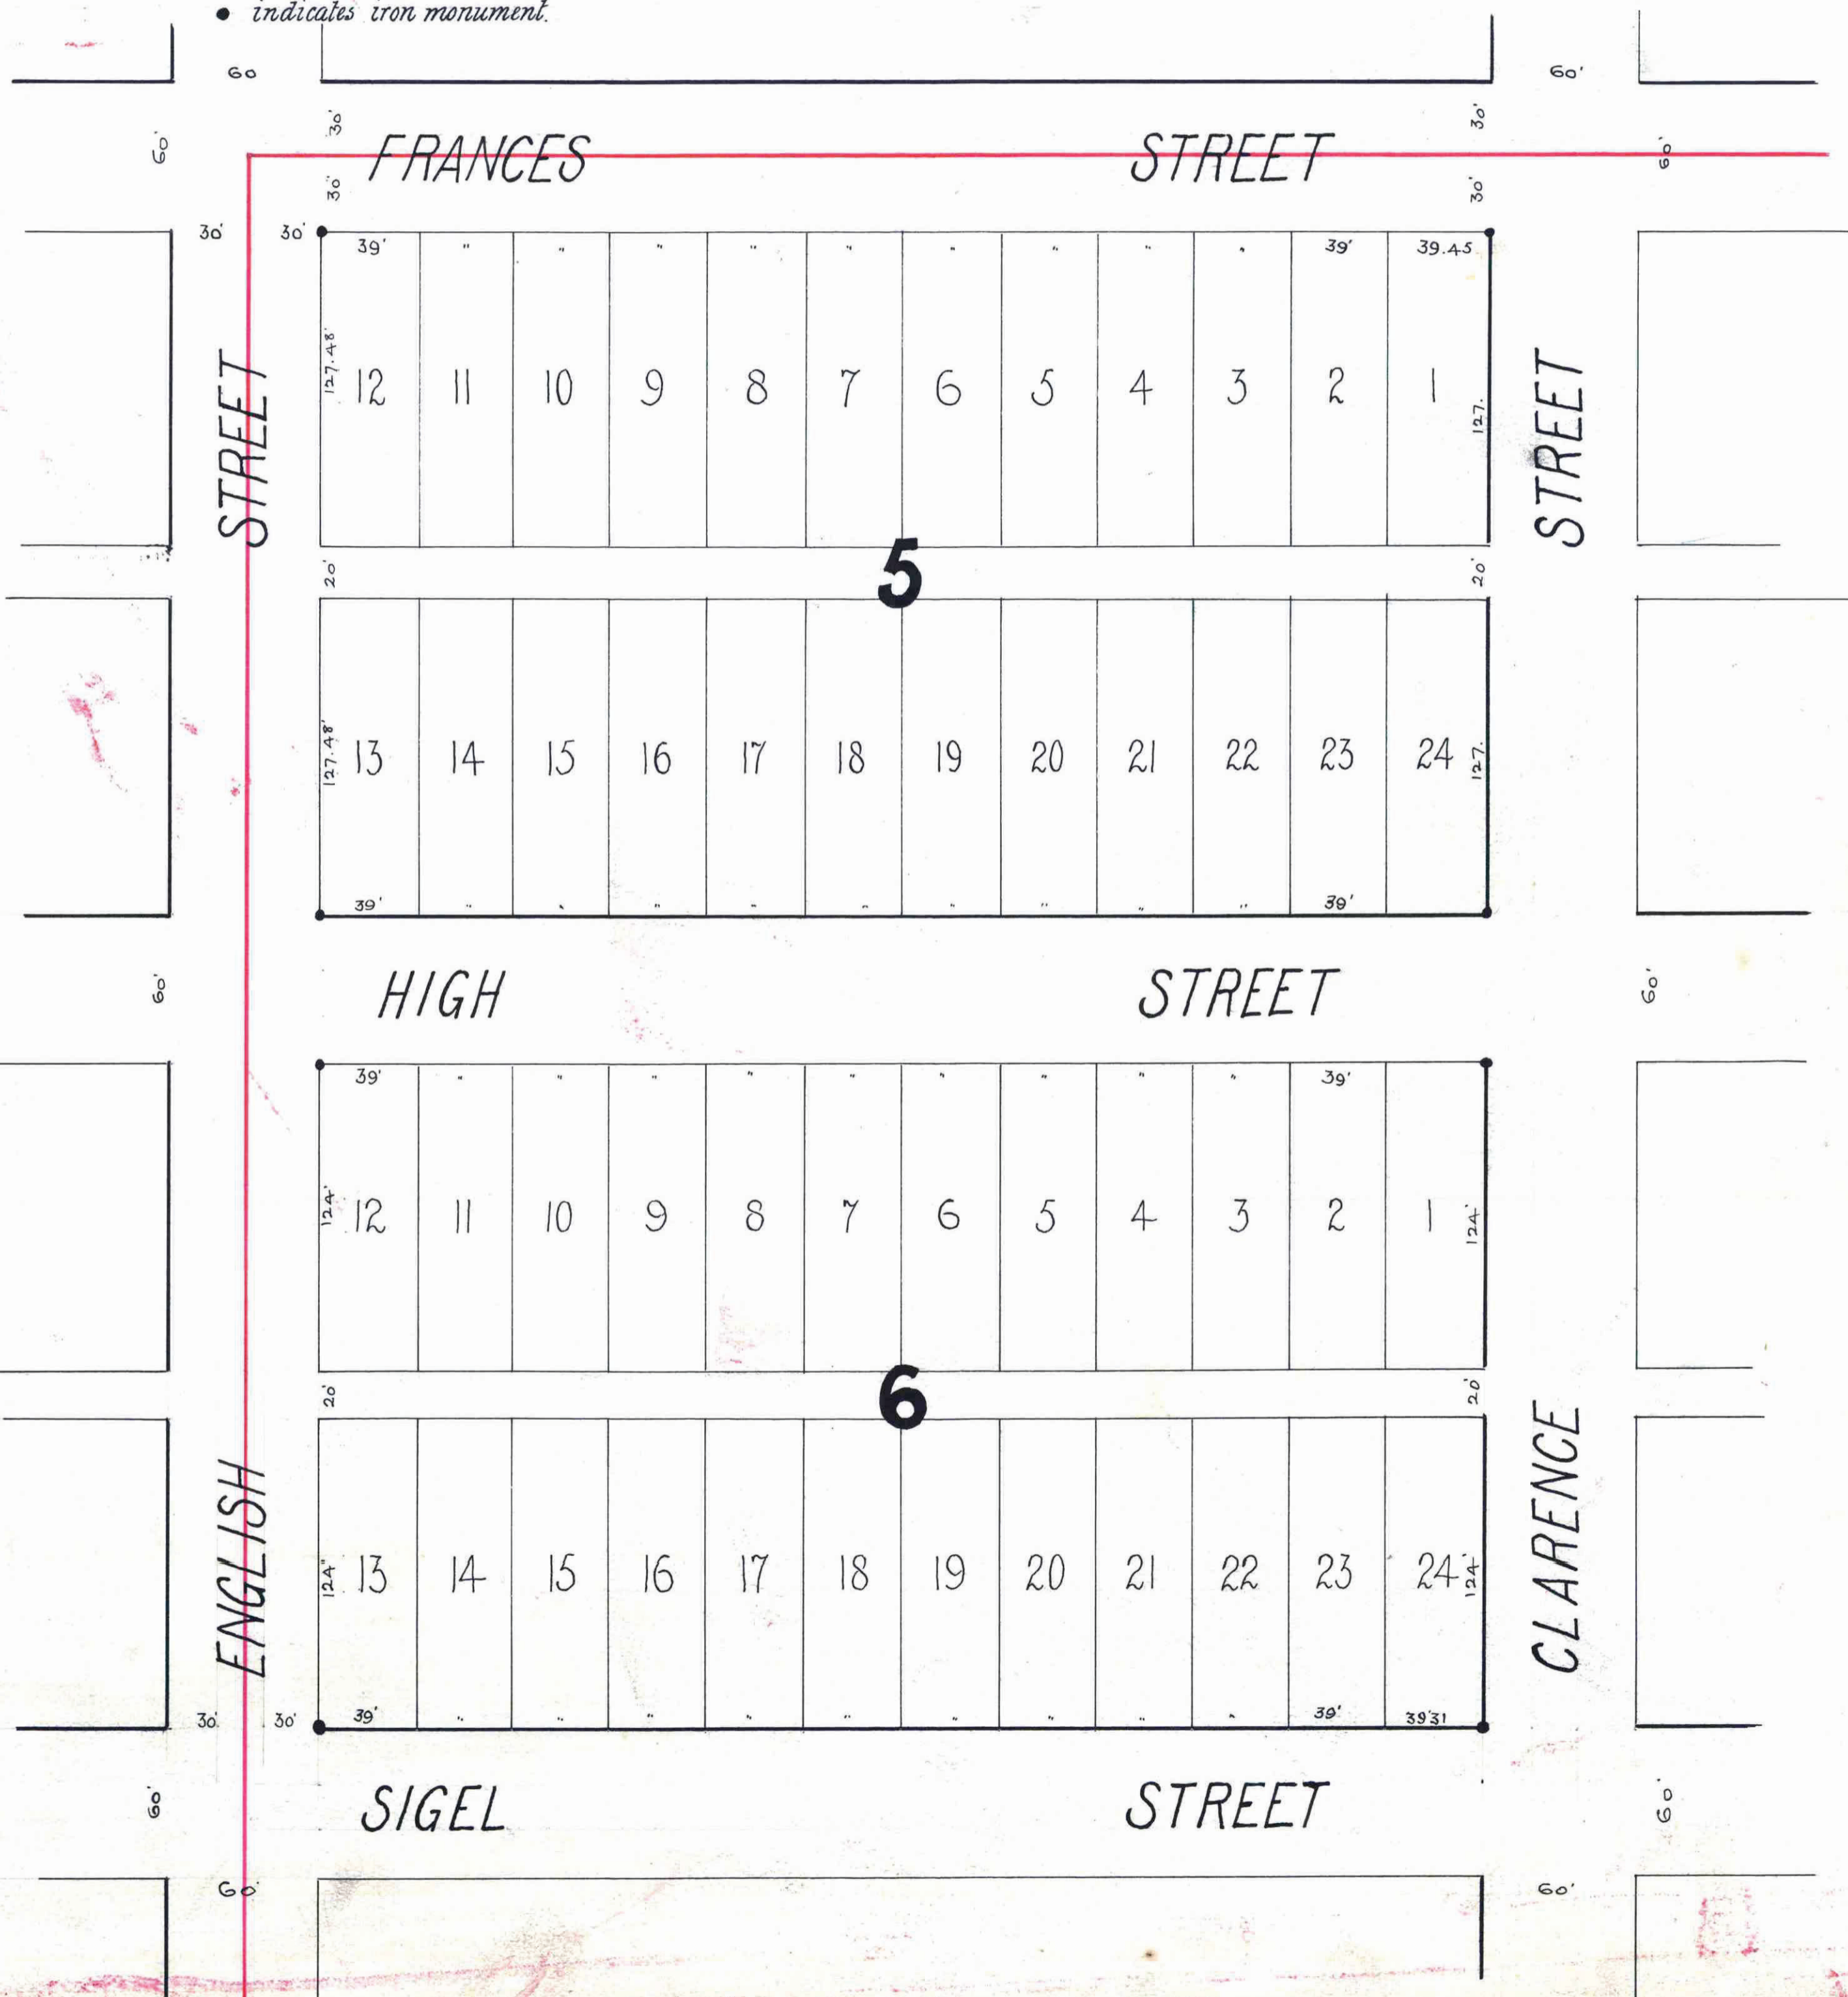 ● indicates iron monument.
60 60'
60' 30' 30' 60'
FRANCES STREET
30" 30'
30' 30'
39' " " " " " " " " " 39' 39.45
127.48' 12 11 10 9 8 7 6 5 4 3 2 1 127.
STREET STREET
20' 5 20'
127.48' 13 14 15 16 17 18 19 20 21 22 23 24 127.
39' " " " " " " " " " 39'
60' HIGH STREET 60'
39' " " " " " " " " " 39'
124' 12 11 10 9 8 7 6 5 4 3 2 1 124'
20' 6 20'
ENGLISH CLARENCE
124" 13 14 15 16 17 18 19 20 21 22 23 24 124'
30' 30' 39' " " " " " " " " " 39' 39'31
60' SIGEL STREET 60'
60' 60'